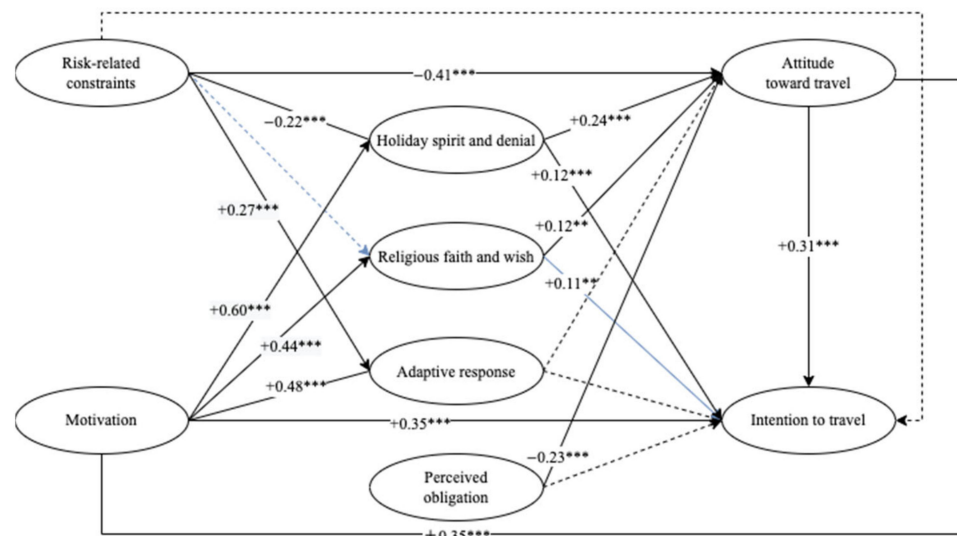 Risk-related
constraints
Attitude
toward travel
−0.41***
−0.22***
Holiday spirit and denial
+0.24***
+0.12***
+0.27***
+0.12**
+0.31***
Religious faith and wish
+0.11**
+0.60***
+0.44***
+0.48***
Adaptive response
Motivation
+0.35***
Intention to travel
−0.23***
Perceived
obligation
+0.35***